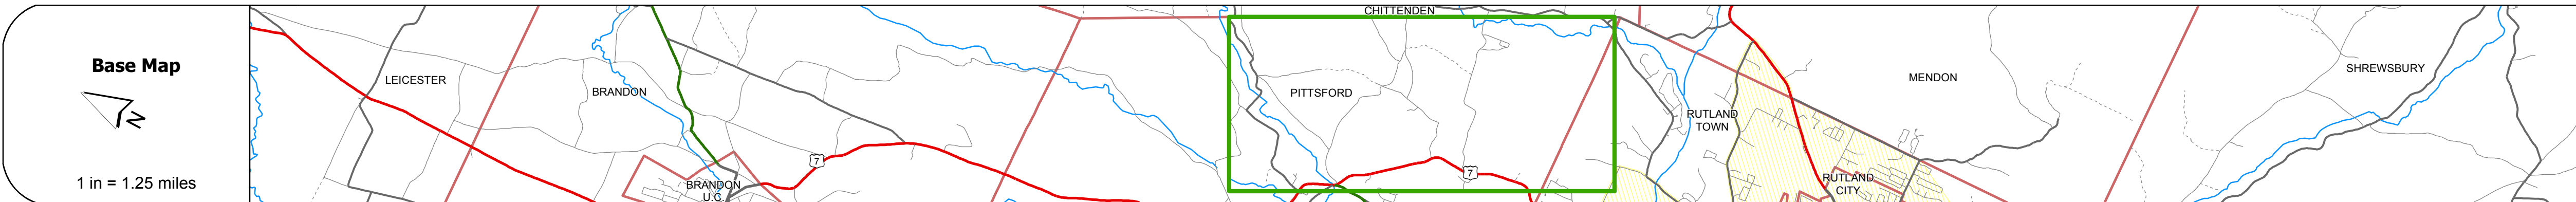 Base Map
N
1 in = 1.25 miles
LEICESTER
BRANDON
BRANDON
U.C.
7
CHITTENDEN
PITTSFORD
7
RUTLAND
TOWN
MENDON
RUTLAND
CITY
SHREWSBURY